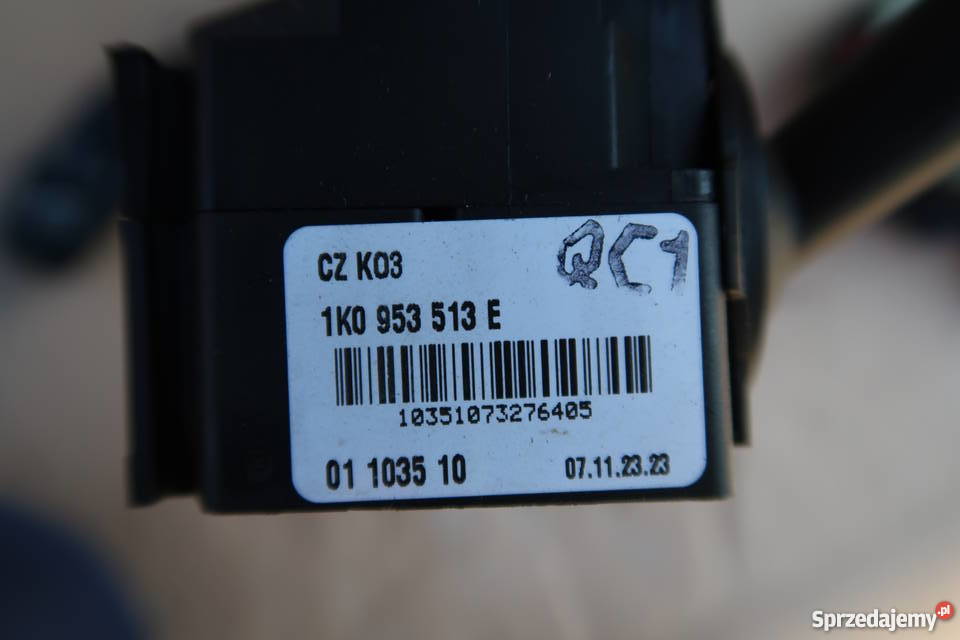 QC1
CZ K03
1K0 953 513 E
10351073276405
01 1035 10 07.11.23.23
Sprzedajemy.pl